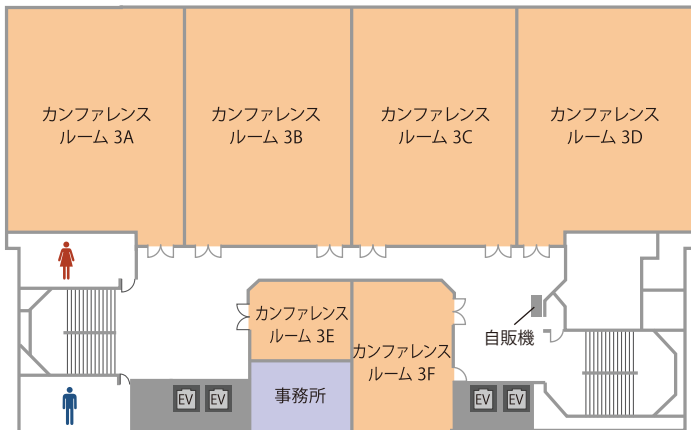 カンファレンス
ルーム 3A
カンファレンス
ルーム 3B
カンファレンス
ルーム 3C
カンファレンス
ルーム 3D
カンファレンス
ルーム 3E
カンファレンス
ルーム 3F
自販機
事務所
EV
EV
EV
EV